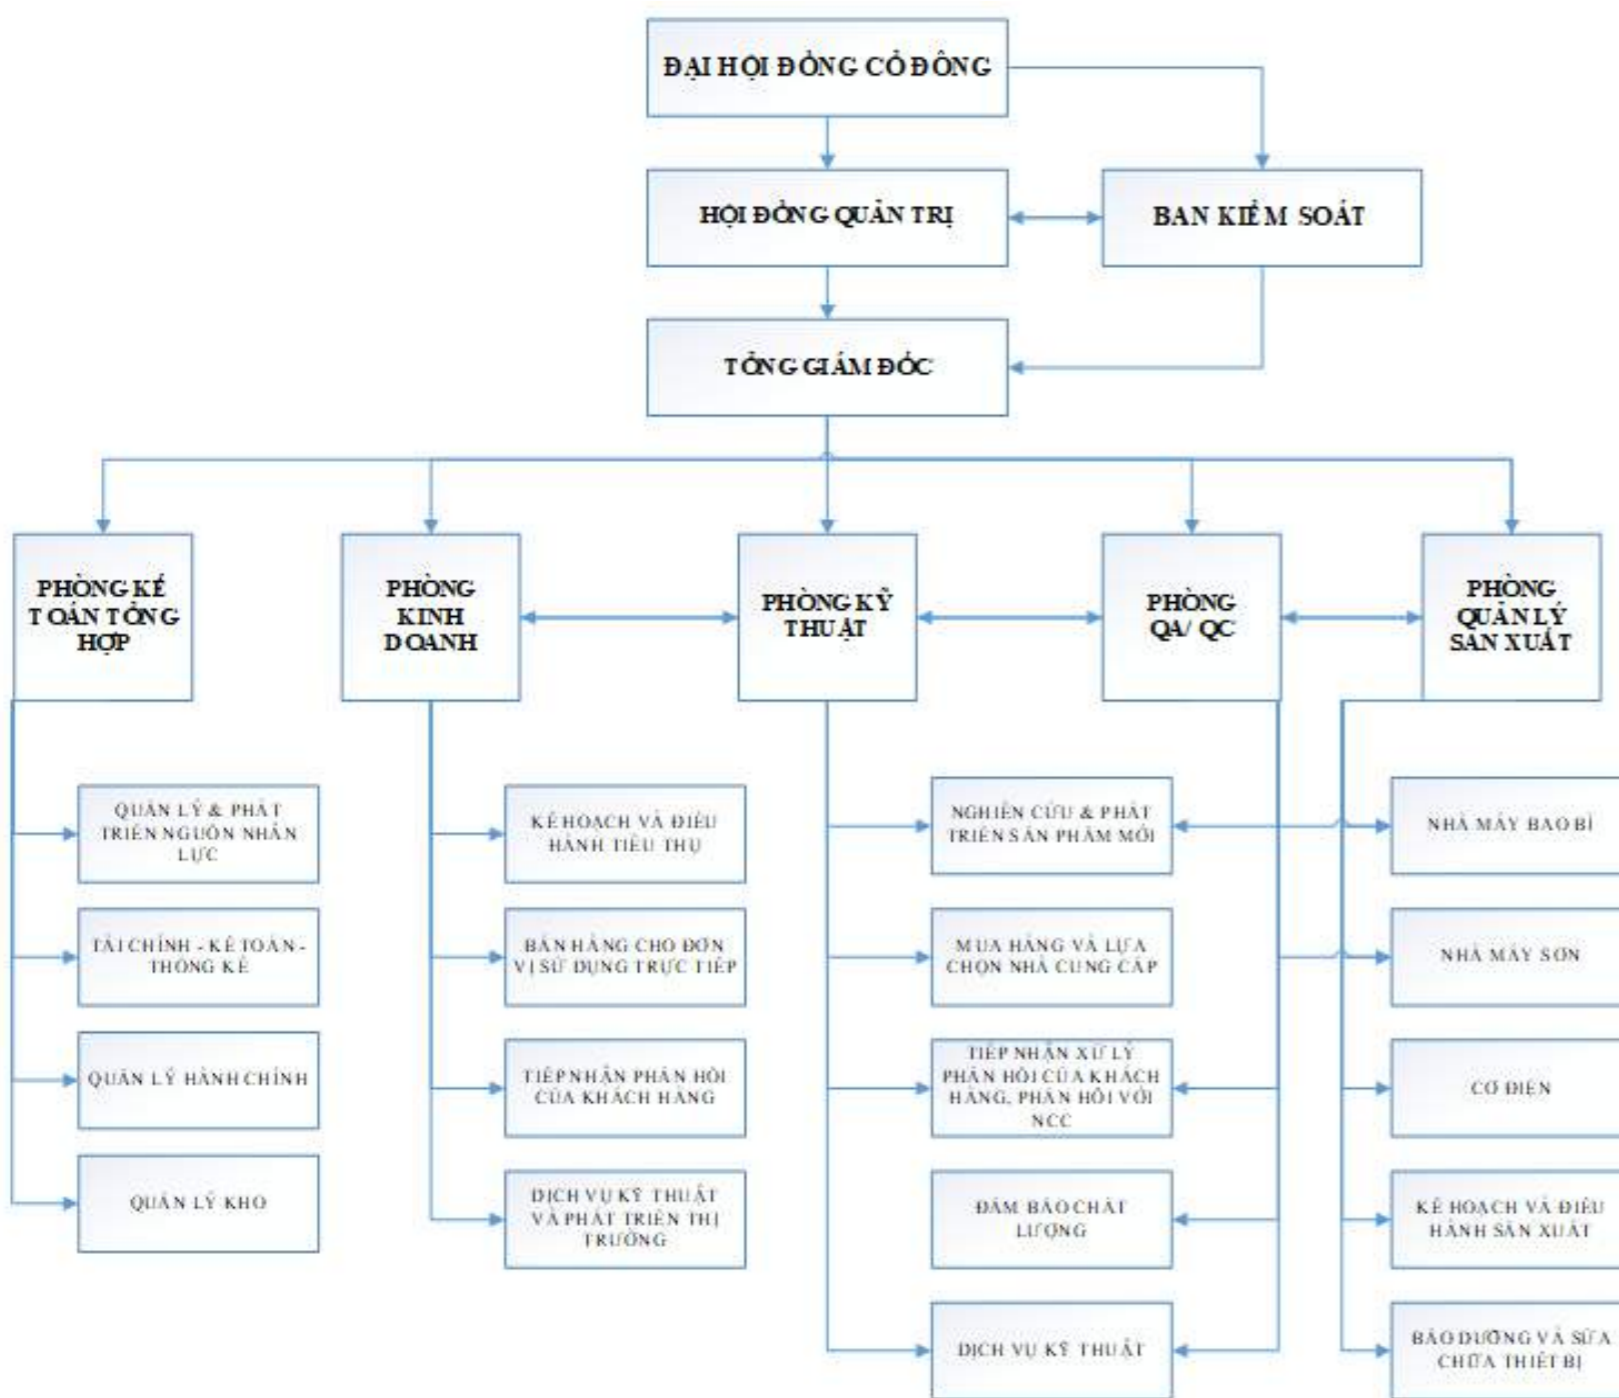 ĐẠI HỘI ĐỒNG CỔ ĐÔNG
HỘI ĐỒNG QUẢN TRỊ
BAN KIỂM SOÁT
TỔNG GIÁM ĐỐC
PHÒNG KẾ
TOÁN TỔNG
HỢP
PHÒNG
KINH
DOANH
PHÒNG KỸ
THUẬT
PHÒNG
QA/ QC
PHÒNG
QUẢN LÝ
SẢN XUẤT
QUẢN LÝ & PHÁT
TRIỂN NGUỒN NHÂN
LỰC
TÀI CHÍNH - KẾ TOÁN -
THỐNG KÊ
QUẢN LÝ HÀNH CHÍNH
QUẢN LÝ KHO
KẾ HOẠCH VÀ ĐIỀU
HÀNH TIÊU THỤ
BÁN HÀNG CHO ĐƠN
VỊ SỬ DỤNG TRỰC TIẾP
TIẾP NHẬN PHẢN HỒI
CỦA KHÁCH HÀNG
DỊCH VỤ KỸ THUẬT
VÀ PHÁT TRIỂN THỊ
TRƯỜNG
NGHIÊN CỨU & PHÁT
TRIỂN SẢN PHẨM MỚI
MUA HÀNG VÀ LỰA
CHỌN NHÀ CUNG CẤP
TIẾP NHẬN XỬ LÝ
PHẢN HỒI CỦA KHÁCH
HÀNG, PHẢN HỒI VỚI
NCC
ĐẢM BẢO CHẤT
LƯỢNG
DỊCH VỤ KỸ THUẬT
NHÀ MÁY BAO BÌ
NHÀ MÁY SƠN
CƠ ĐIỆN
KẾ HOẠCH VÀ ĐIỀU
HÀNH SẢN XUẤT
BẢO DƯỠNG VÀ SỬA
CHỮA THIẾT BỊ